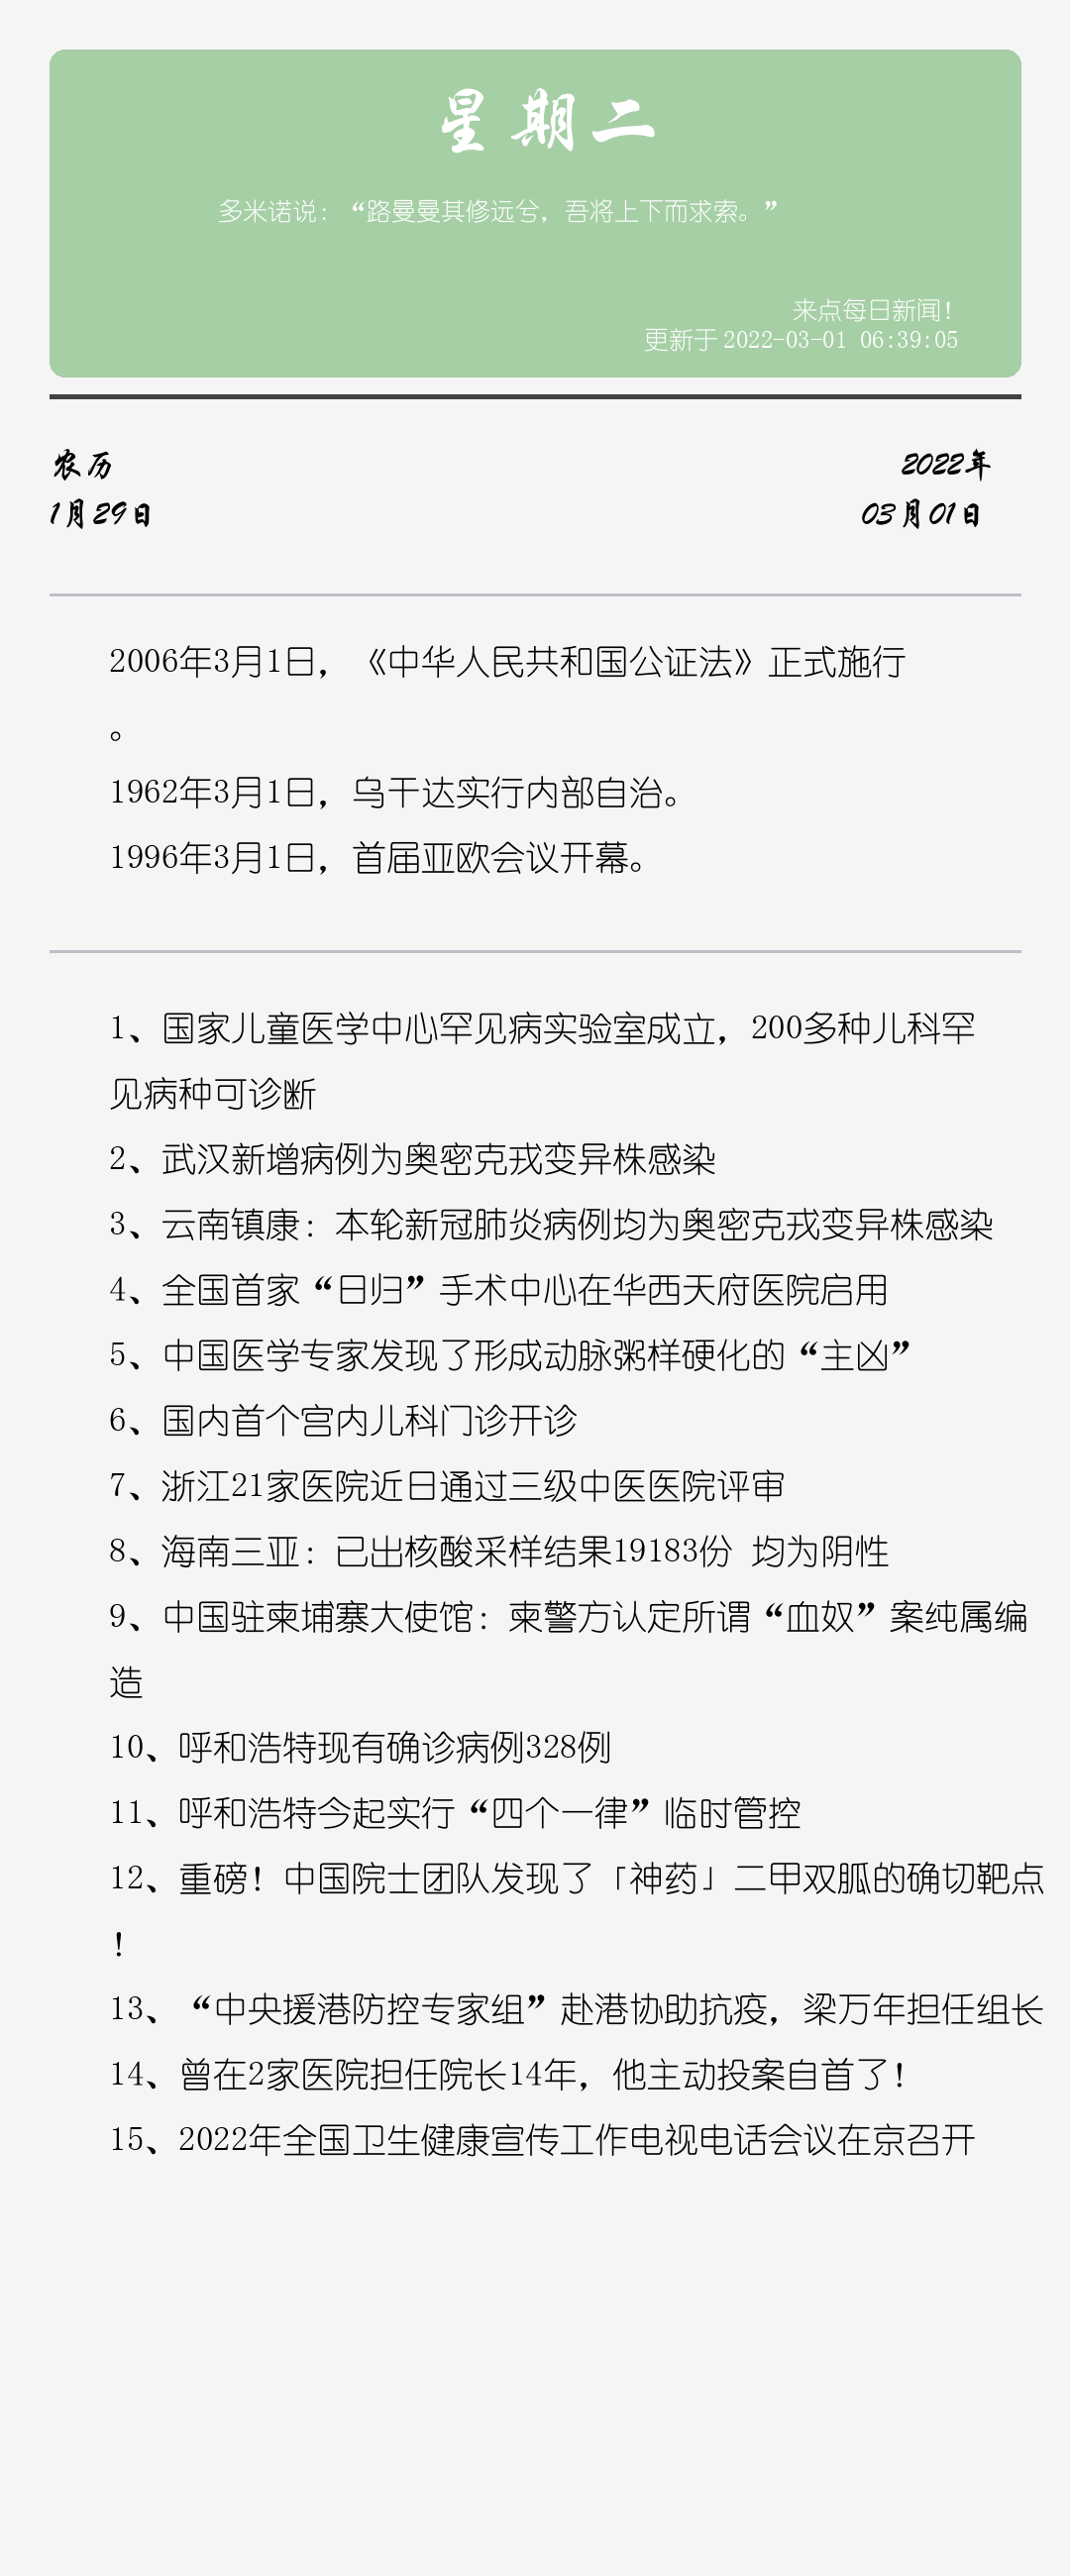 星期二
多米诺说：“路曼曼其修远兮，吾将上下而求索。”
来点每日新闻！
更新于 2022-03-01 06:39:05
农历
2022年
1月29日
03月01日
2006年3月1日，《中华人民共和国公证法》正式施行
。
1962年3月1日，乌干达实行内部自治。
1996年3月1日，首届亚欧会议开幕。
1、国家儿童医学中心罕见病实验室成立，200多种儿科罕
见病种可诊断
2、武汉新增病例为奥密克戎变异株感染
3、云南镇康：本轮新冠肺炎病例均为奥密克戎变异株感染
4、全国首家“日归”手术中心在华西天府医院启用
5、中国医学专家发现了形成动脉粥样硬化的“主凶”
6、国内首个宫内儿科门诊开诊
7、浙江21家医院近日通过三级中医医院评审
8、海南三亚：已出核酸采样结果19183份 均为阴性
9、中国驻柬埔寨大使馆：柬警方认定所谓“血奴”案纯属编
造
10、呼和浩特现有确诊病例328例
11、呼和浩特今起实行“四个一律”临时管控
12、重磅！中国院士团队发现了「神药」二甲双胍的确切靶点
！
13、“中央援港防控专家组”赴港协助抗疫，梁万年担任组长
14、曾在2家医院担任院长14年，他主动投案自首了！
15、2022年全国卫生健康宣传工作电视电话会议在京召开